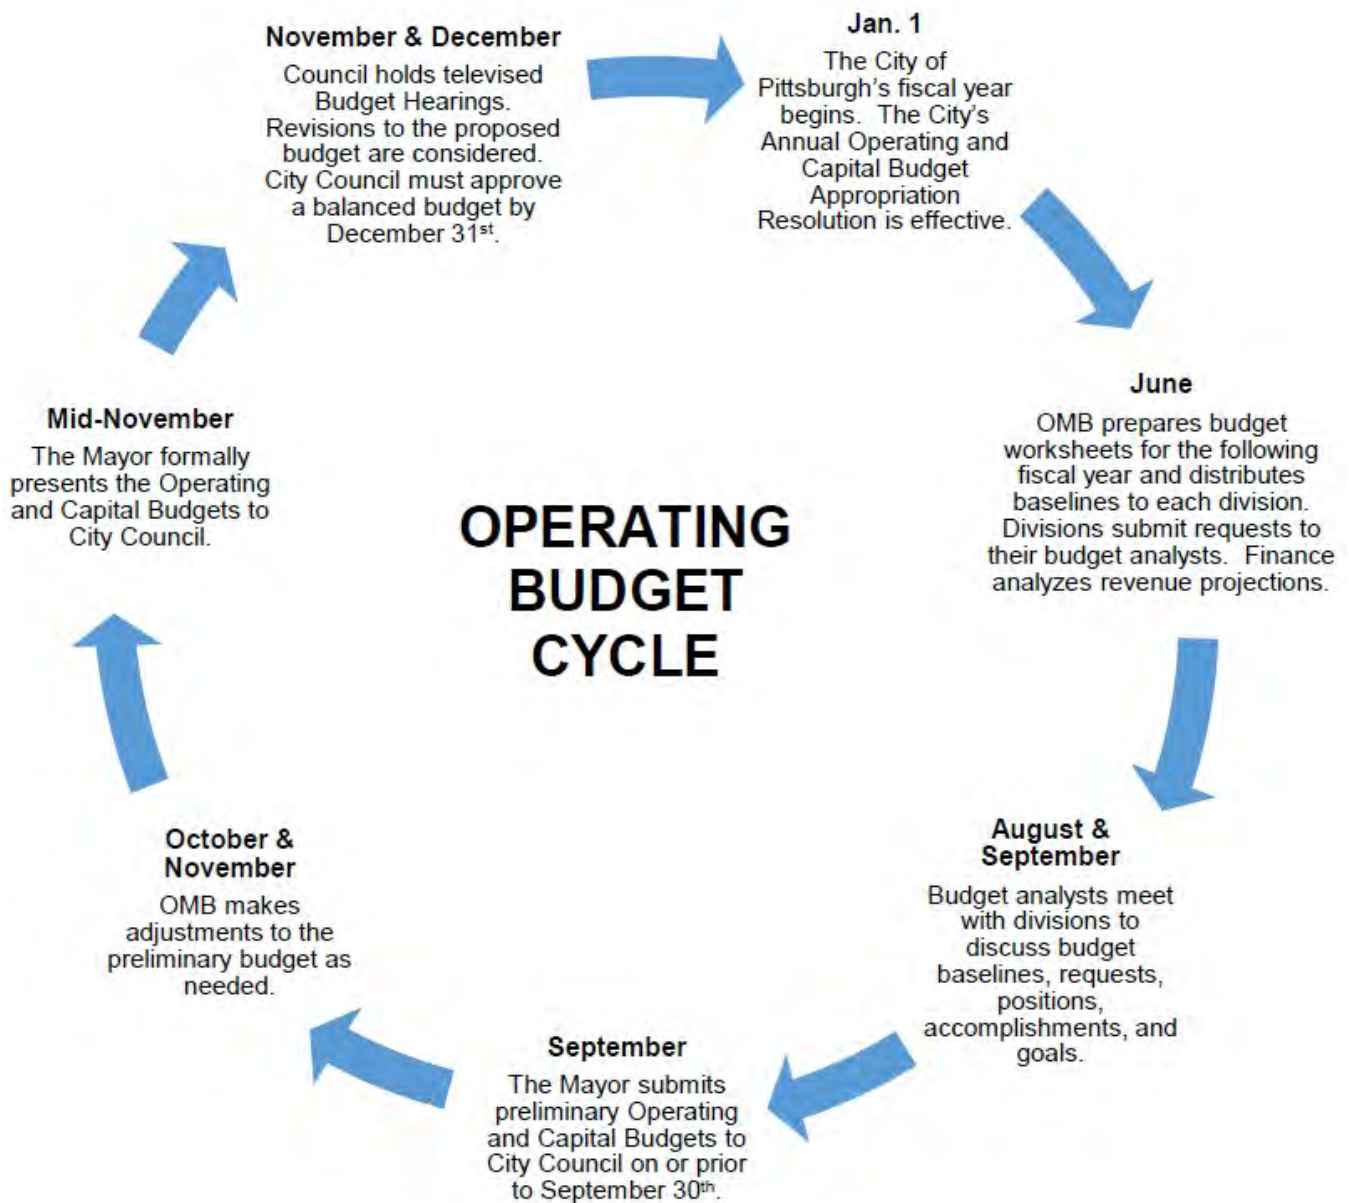 November & December
Council holds televised
Budget Hearings.
Revisions to the proposed
budget are considered.
City Council must approve
a balanced budget by
December 31st.
Jan. 1
The City of
Pittsburgh's fiscal year
begins.  The City's
Annual Operating and
Capital Budget
Appropriation
Resolution is effective.
June
OMB prepares budget
worksheets for the following
fiscal year and distributes
baselines to each division.
Divisions submit requests to
their budget analysts.  Finance
analyzes revenue projections.
August &
September
Budget analysts meet
with divisions to
discuss budget
baselines, requests,
positions,
accomplishments, and
goals.
September
The Mayor submits
preliminary Operating
and Capital Budgets to
City Council on or prior
to September 30th.
October &
November
OMB makes
adjustments to the
preliminary budget as
needed.
Mid-November
The Mayor formally
presents the Operating
and Capital Budgets to
City Council.
OPERATING
BUDGET
CYCLE